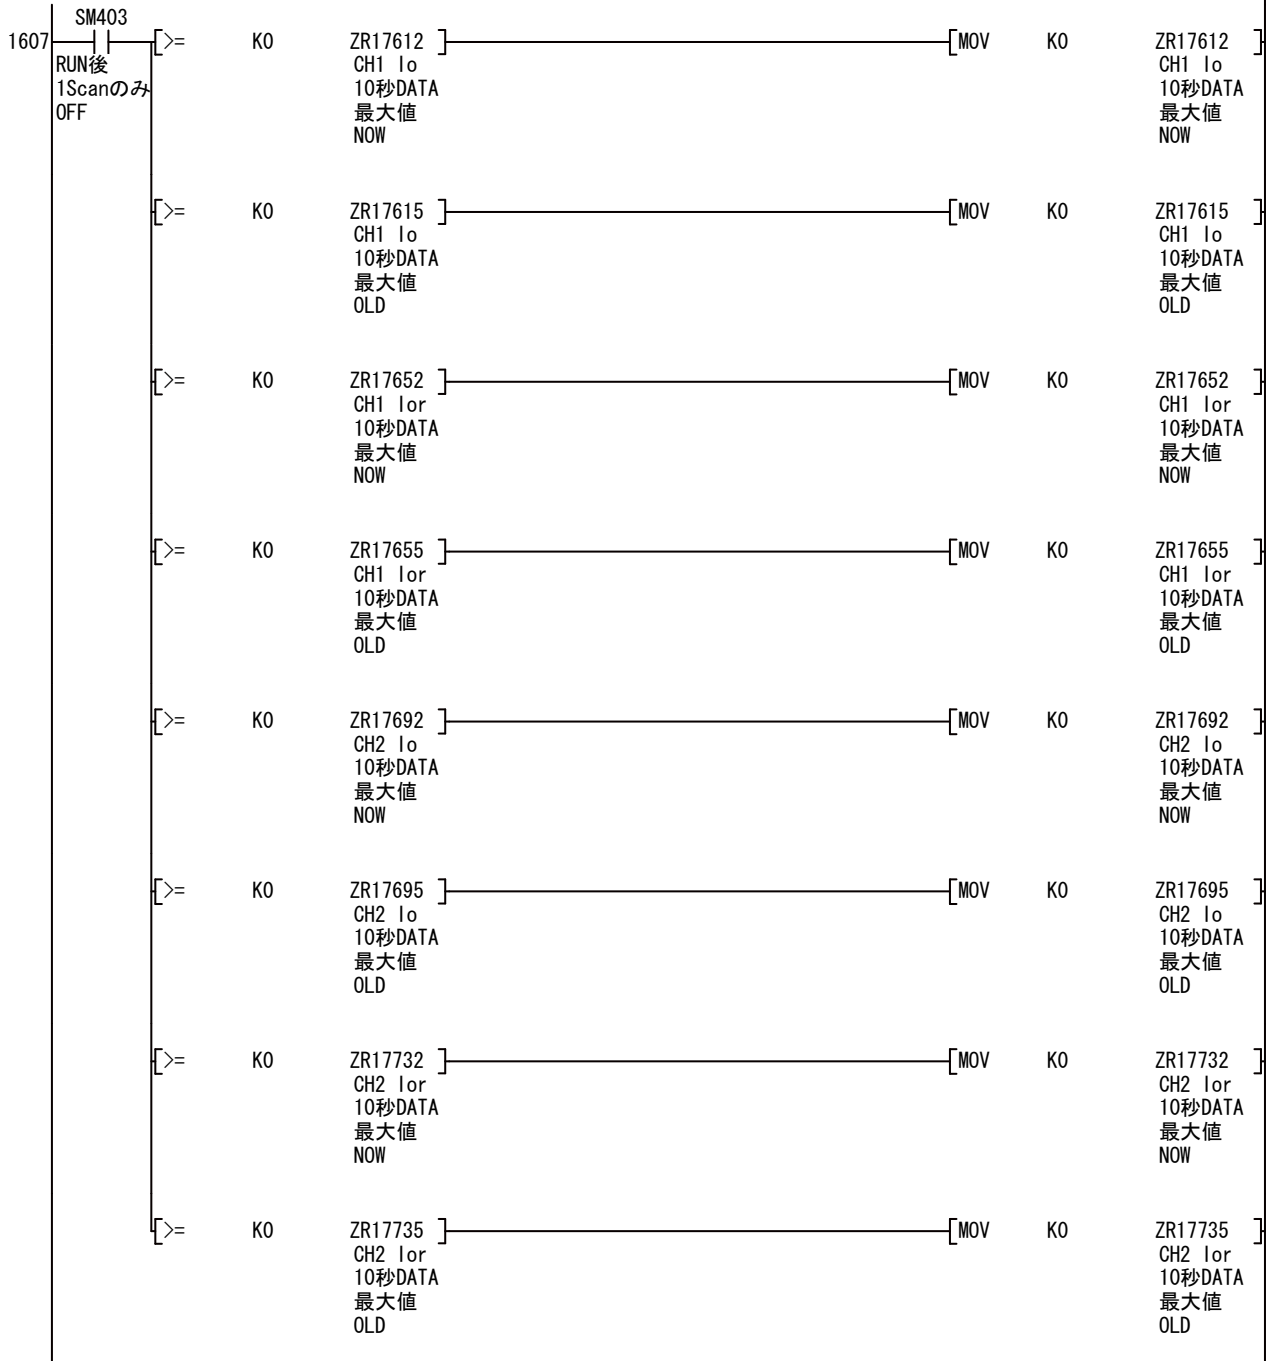 SM403
1607 >= K0 ZR17612 MOV K0 ZR17612
RUN後 CH1 Io CH1 Io
1Scanのみ 10秒DATA 10秒DATA
OFF 最大値 最大値
NOW NOW
>= K0 ZR17615 MOV K0 ZR17615
CH1 Io CH1 Io
10秒DATA 10秒DATA
最大値 最大値
OLD OLD
>= K0 ZR17652 MOV K0 ZR17652
CH1 Ior CH1 Ior
10秒DATA 10秒DATA
最大値 最大値
NOW NOW
>= K0 ZR17655 MOV K0 ZR17655
CH1 Ior CH1 Ior
10秒DATA 10秒DATA
最大値 最大値
OLD OLD
>= K0 ZR17692 MOV K0 ZR17692
CH2 Io CH2 Io
10秒DATA 10秒DATA
最大値 最大値
NOW NOW
>= K0 ZR17695 MOV K0 ZR17695
CH2 Io CH2 Io
10秒DATA 10秒DATA
最大値 最大値
OLD OLD
>= K0 ZR17732 MOV K0 ZR17732
CH2 Ior CH2 Ior
10秒DATA 10秒DATA
最大値 最大値
NOW NOW
>= K0 ZR17735 MOV K0 ZR17735
CH2 Ior CH2 Ior
10秒DATA 10秒DATA
最大値 最大値
OLD OLD